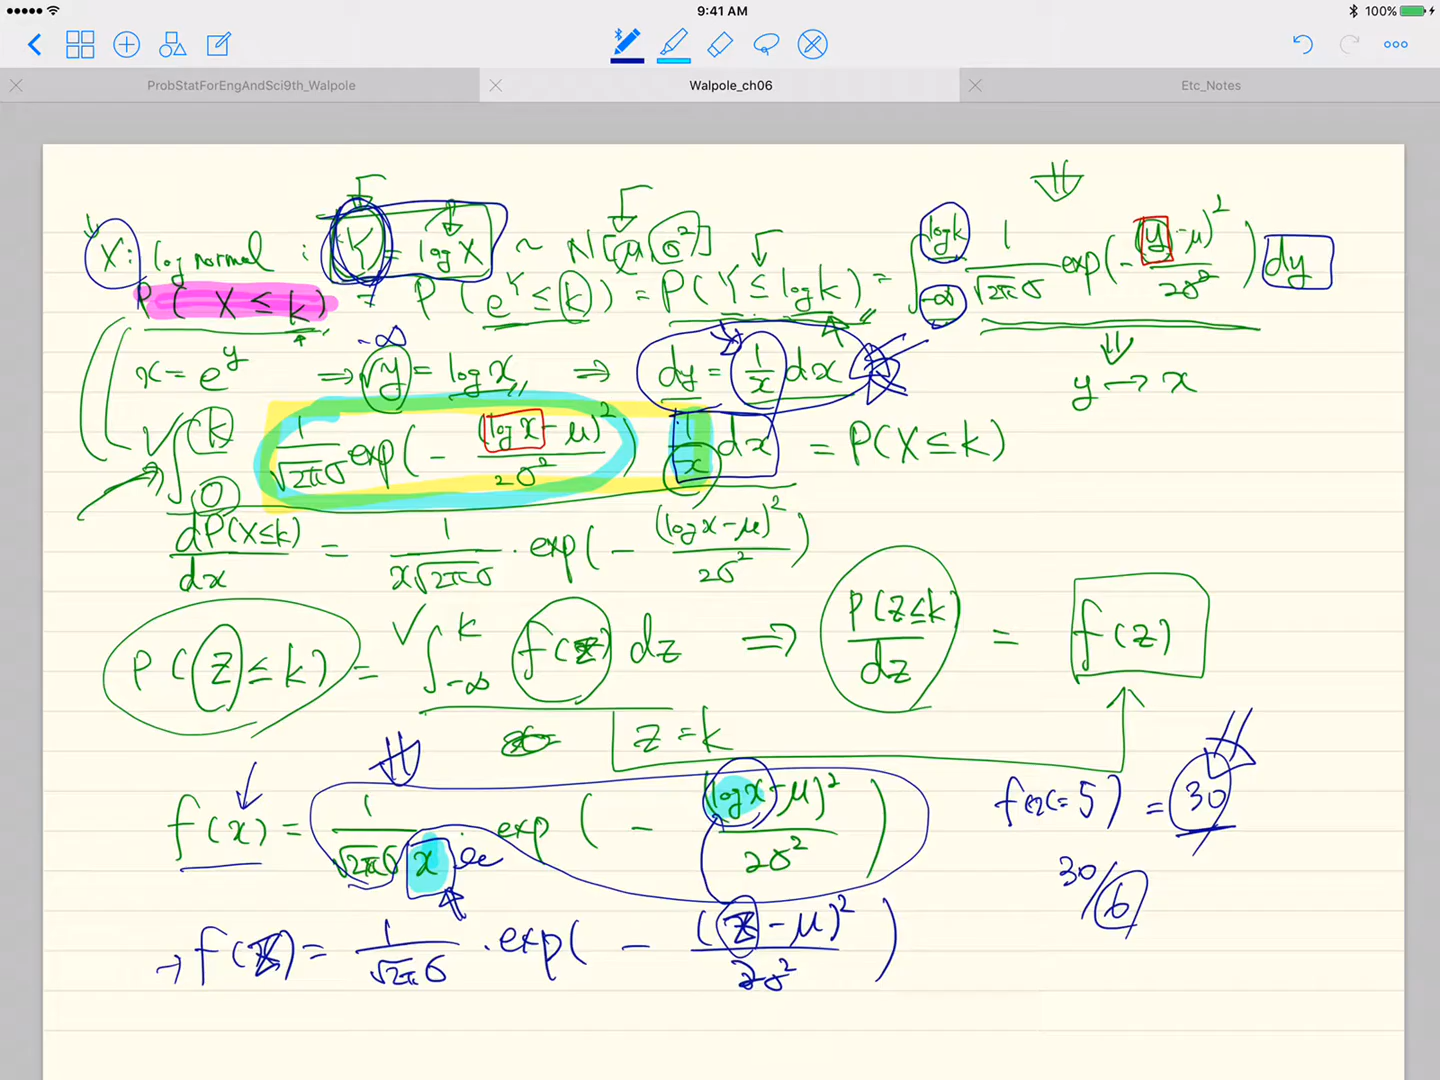 9:41 AM
100%
ProbStatForEngAndSci9th_Walpole
Walpole_ch06
Etc_Notes
X: log normal : Y = log X ~ N[μ, σ²]
P(X ≤ k) = P(e^Y ≤ k) = P(Y ≤ log k) = ∫_{-∞}^{log k} 1/(√2π σ) exp(- (y-μ)²/2σ²) dy
-∞
x = e^y ⇒ √y = log x ⇒ dy = 1/x dx
y → x
√∫_0^k 1/(√2π σ) exp(- (log x - μ)²/2σ²) 1/x dx = P(X ≤ k)
dP(X≤k)/dx = 1/(x√2π σ) · exp(- (log x - μ)²/2σ²)
P(Z ≤ k) = √∫_{-∞}^k f(z) dz ⇒ P(Z≤k)/dz = f(z)
z = k
f(x) = 1/(√2π σ x) · exp(- (log x - μ)²/2σ²)
f(x=5) = 30
30/6
→ f(z) = 1/(√2π σ) · exp(- (z - μ)²/2σ²)